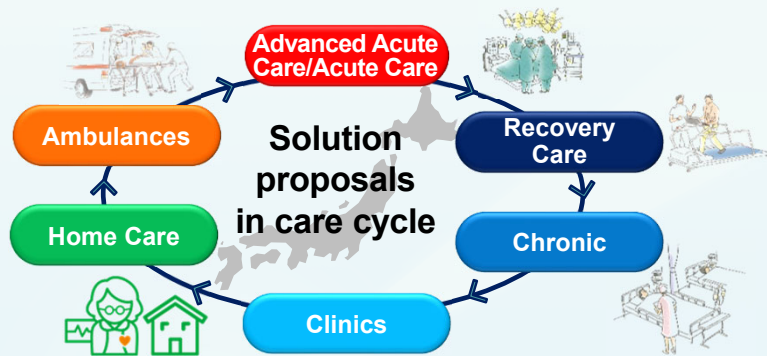 Advanced Acute
Care/Acute Care
Ambulances
Solution
proposals
in care cycle
Recovery
Care
Home Care
Chronic
Clinics